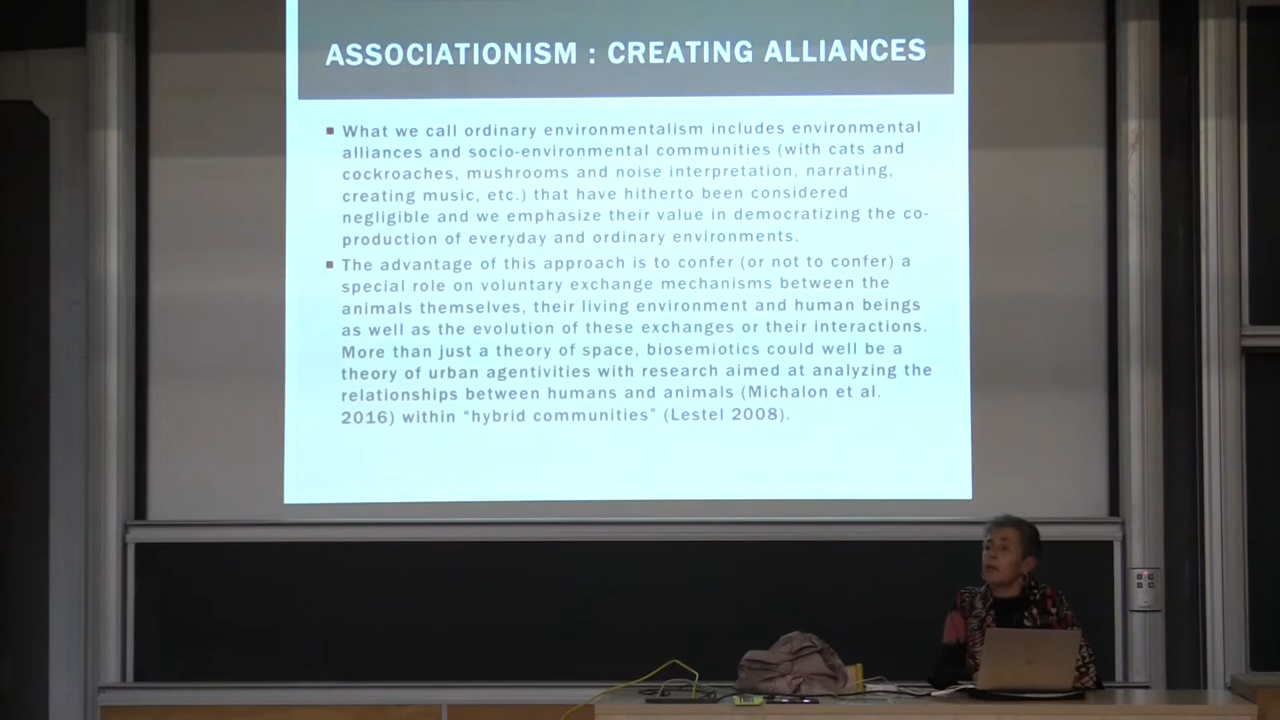 ASSOCIATIONISM : CREATING ALLIANCES
What we call ordinary environmentalism includes environmental
alliances and socio-environmental communities (with cats and
cockroaches, mushrooms and noise interpretation, narrating,
creating music, etc.) that have hitherto been considered
negligible and we emphasize their value in democratizing the co-
production of everyday and ordinary environments.
The advantage of this approach is to confer (or not to confer) a
special role on voluntary exchange mechanisms between the
animals themselves, their living environment and human beings
as well as the evolution of these exchanges or their interactions.
More than just a theory of space, biosemiotics could well be a
theory of urban agentivities with research aimed at analyzing the
relationships between humans and animals (Michalon et al.
2016) within “hybrid communities” (Lestel 2008).